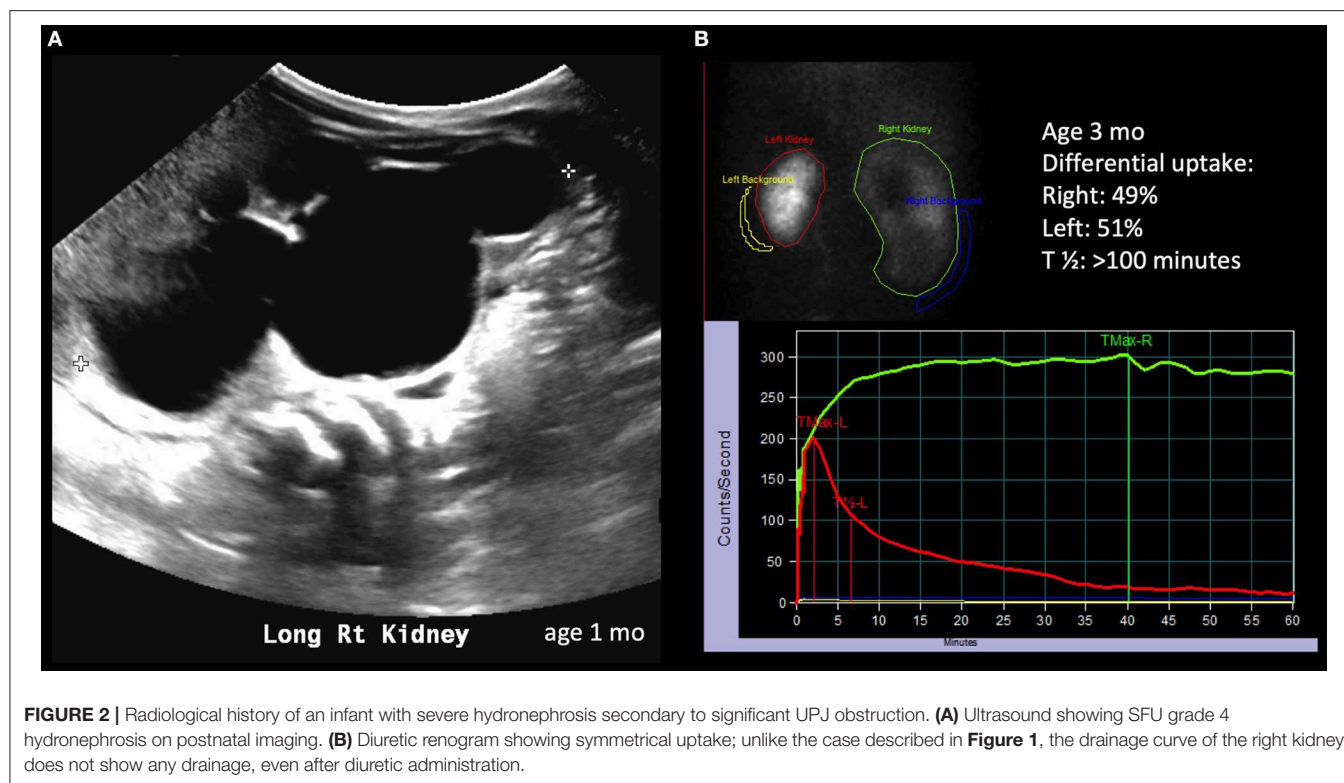 A
Long Rt Kidney
age 1 mo
B
Left Kidney
Right Kidney
Left Background
Right Background
Age 3 mo
Differential uptake:
Right: 49%
Left: 51%
T ½: >100 minutes
TMax-R
TMax-L
T½-L
Counts/Second
300
250
200
150
100
50
0
0 5 10 15 20 25 30 35 40 45 50 55 60
Minutes
FIGURE 2 | Radiological history of an infant with severe hydronephrosis secondary to significant UPJ obstruction. (A) Ultrasound showing SFU grade 4
hydronephrosis on postnatal imaging. (B) Diuretic renogram showing symmetrical uptake; unlike the case described in Figure 1, the drainage curve of the right kidney
does not show any drainage, even after diuretic administration.